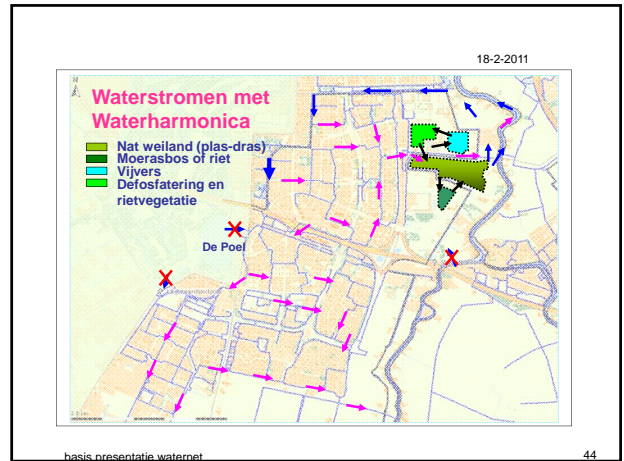 18-2-2011
Waterstromen met
Waterharmonica
Nat weiland (plas-dras)
Moerasbos of riet
Vijvers
Defosfatering en
rietvegetatie
De Poel
basis presentatie waternet
44